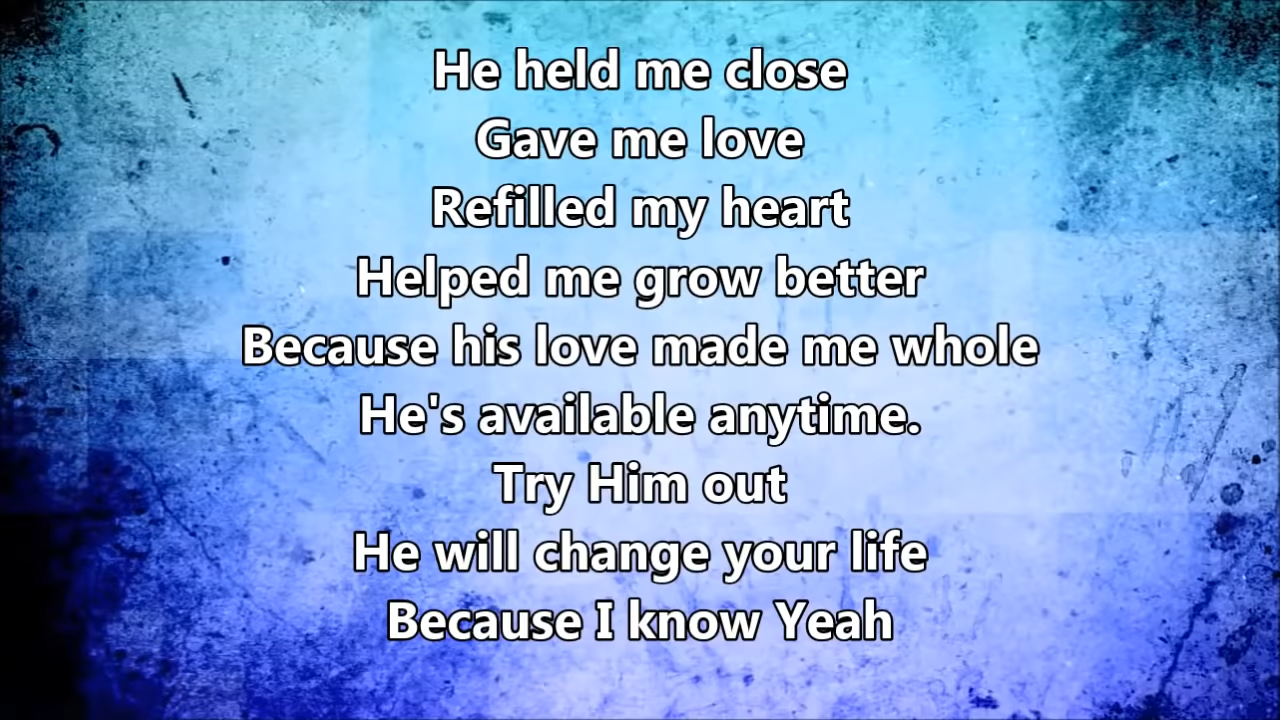 He held me close
Gave me love
Refilled my heart
Helped me grow better
Because his love made me whole
He's available anytime.
Try Him out
He will change your life
Because I know Yeah